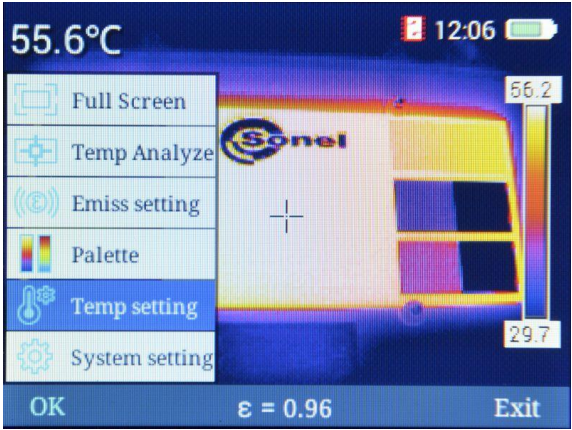 55.6°C
12:06
Full Screen
56.2
Temp Analyze
Sonel
Emiss setting
Palette
Temp setting
29.7
System setting
OK
ε = 0.96
Exit